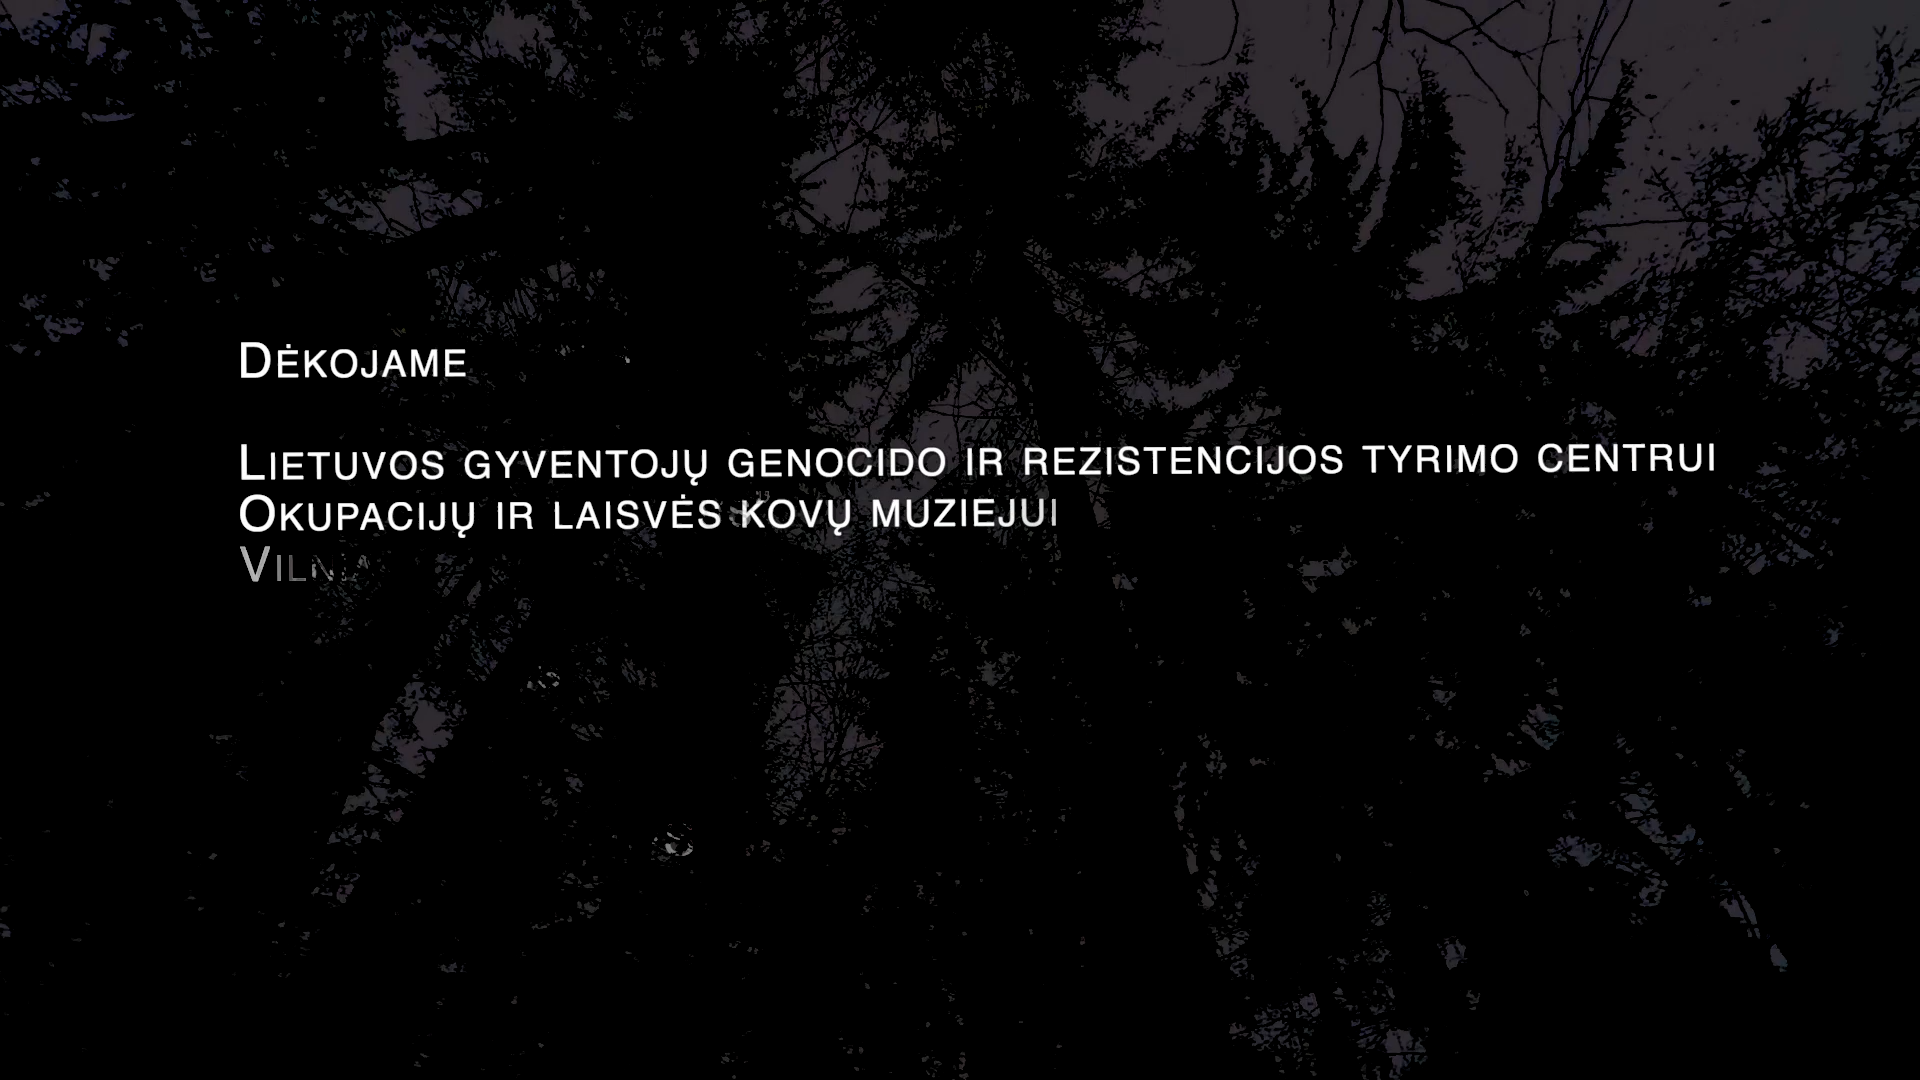 Dėkojame
Lietuvos gyventojų genocido ir rezistencijos tyrimo centrui
Okupacijų ir laisvės kovų muziejui